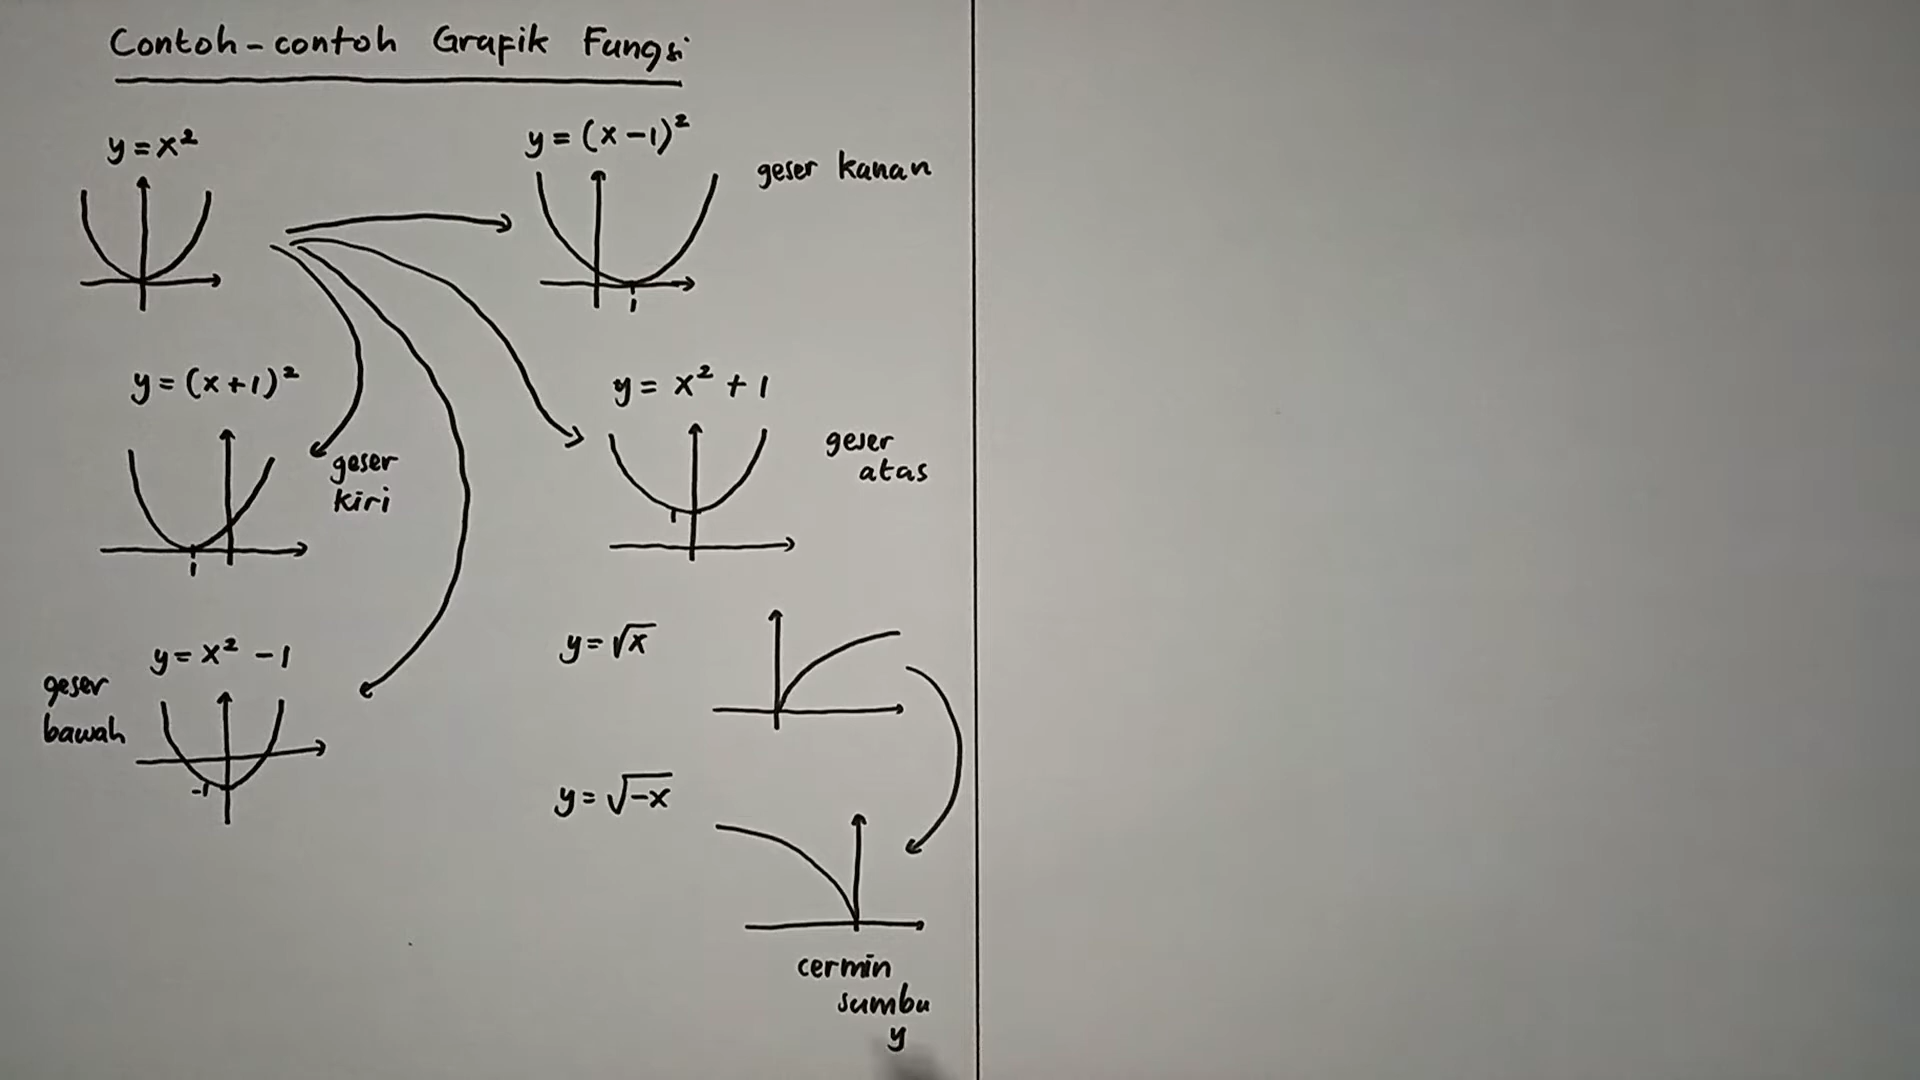 Contoh-contoh Grafik Fungsi
y = x²
y = (x - 1)²
geser kanan
1
y = (x + 1)²
geser
kiri
1
y = x² + 1
geser
atas
1
y = x² - 1
geser
bawah
-1
y = √x
y = √-x
cermin
sumbu
y